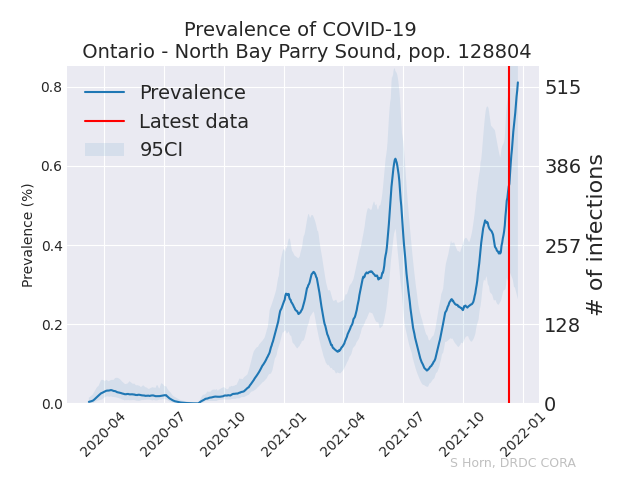 Prevalence of COVID-19
Ontario - North Bay Parry Sound, pop. 128804
Prevalence
Latest data
95CI
Prevalence (%)
0.8
0.6
0.4
0.2
0.0
515
386
257
128
0
# of infections
2020-04
2020-07
2020-10
2021-01
2021-04
2021-07
2021-10
2022-01
S Horn, DRDC CORA